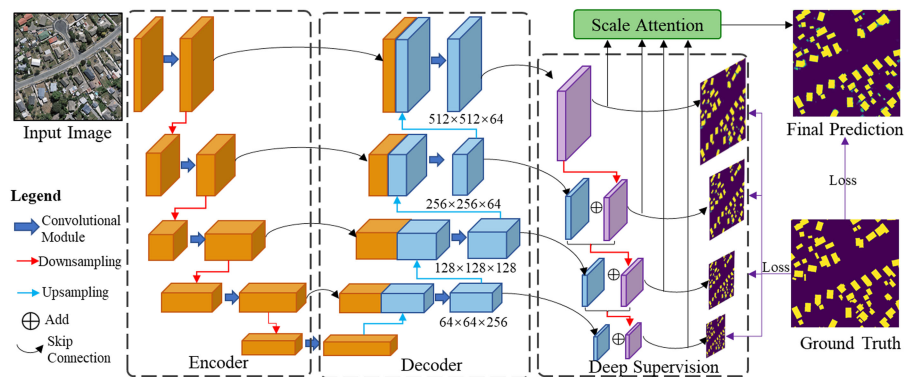 Scale Attention
Input Image
512×512×64
Final Prediction
Legend
Convolutional
Module
Downsampling
Upsampling
Add
Skip
Connection
256×256×64
128×128×128
64×64×256
Loss
Loss
Encoder
Decoder
Deep Supervision
Ground Truth